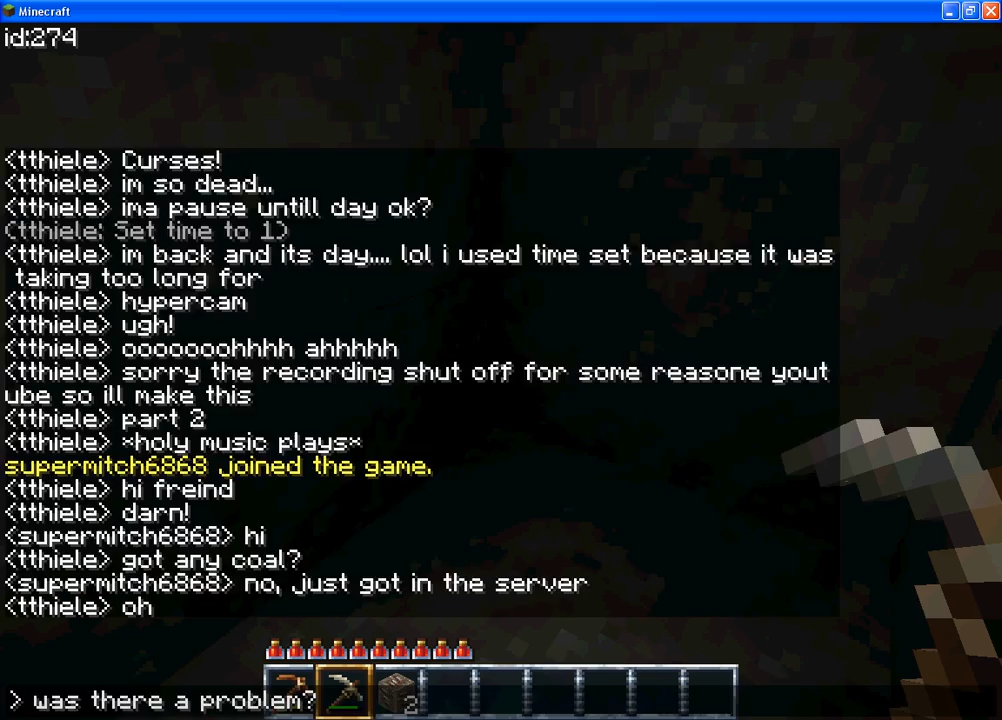 Minecraft
id:274
<tthiele> Curses!
<tthiele> im so dead...
<tthiele> ima pause untill day ok?
(tthiele: Set time to 1)
<tthiele> im back and its day.... lol i used time set because it was
taking too long for
<tthiele> hypercam
<tthiele> ugh!
<tthiele> ooooooohhhh ahhhhh
<tthiele> sorry the recording shut off for some reasone yout
ube so ill make this
<tthiele> part 2
<tthiele> *holy music plays*
supermitch6868 joined the game.
<tthiele> hi freind
<tthiele> darn!
<supermitch6868> hi
<tthiele> got any coal?
<supermitch6868> no, just got in the server
<tthiele> oh
> was there a problem?
2